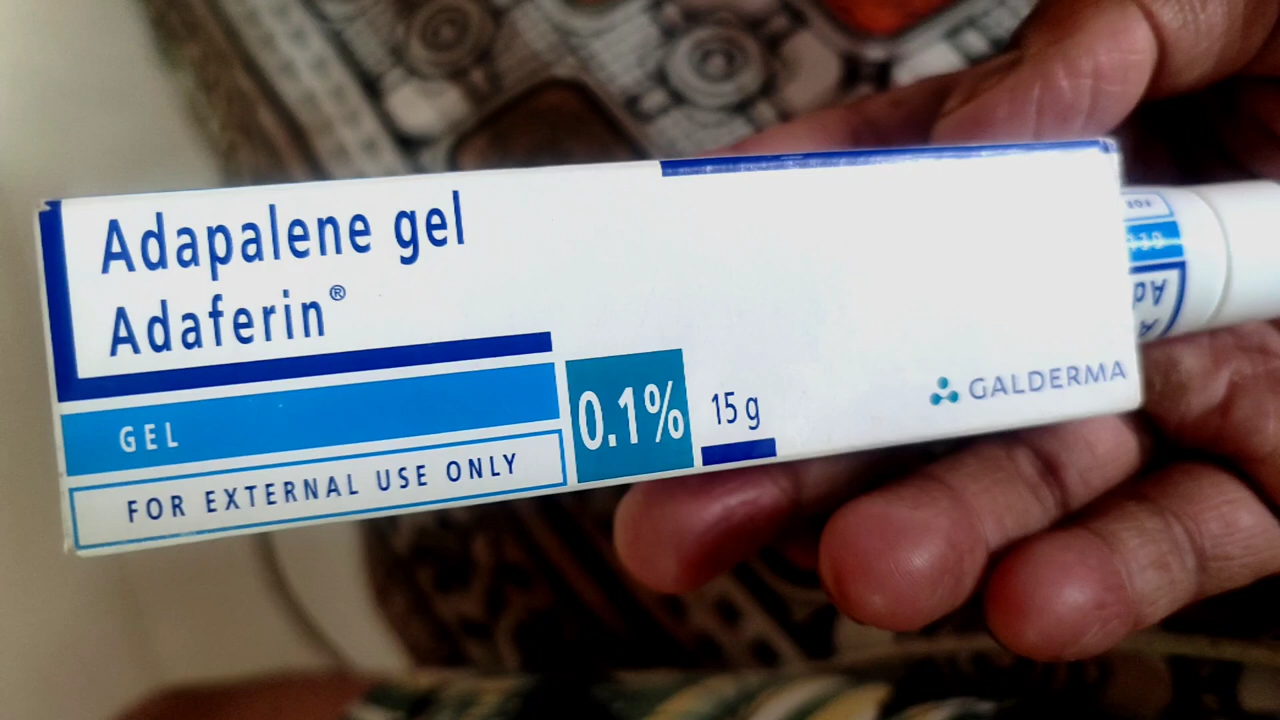 Adapalene gel
Adaferin®
GEL
FOR EXTERNAL USE ONLY
0.1%
15 g
GALDERMA